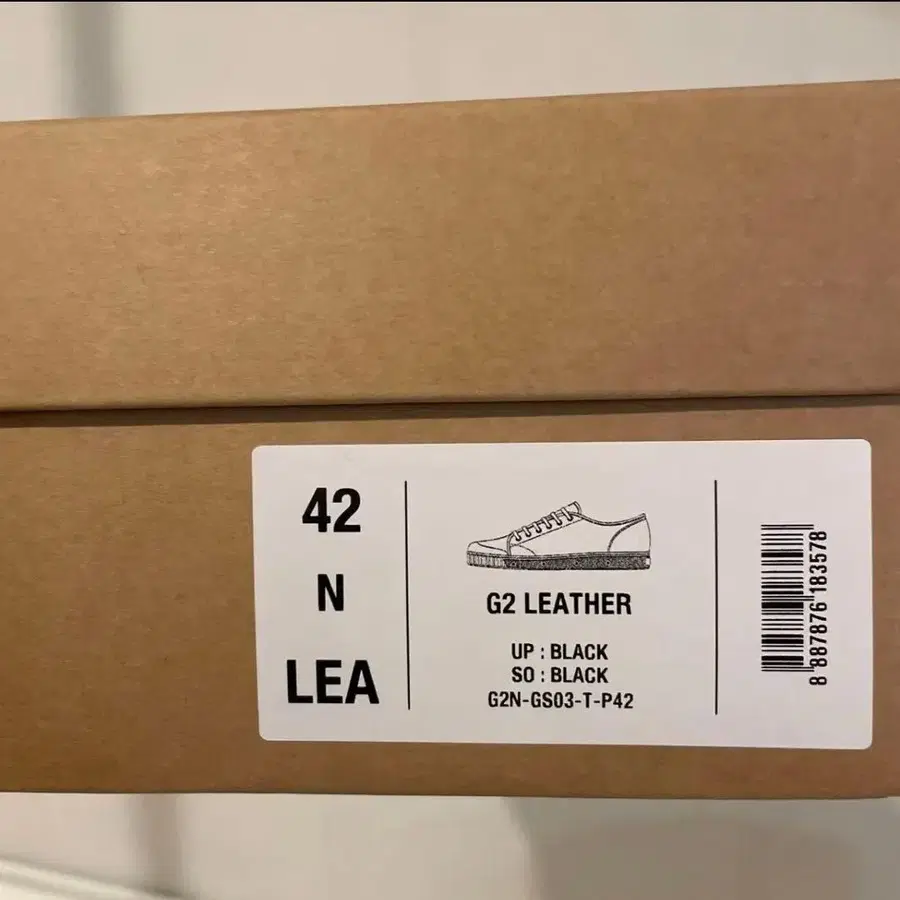 42
N
LEA
G2 LEATHER
UP : BLACK
SO : BLACK
G2N-GS03-T-P42
8 887876 183578